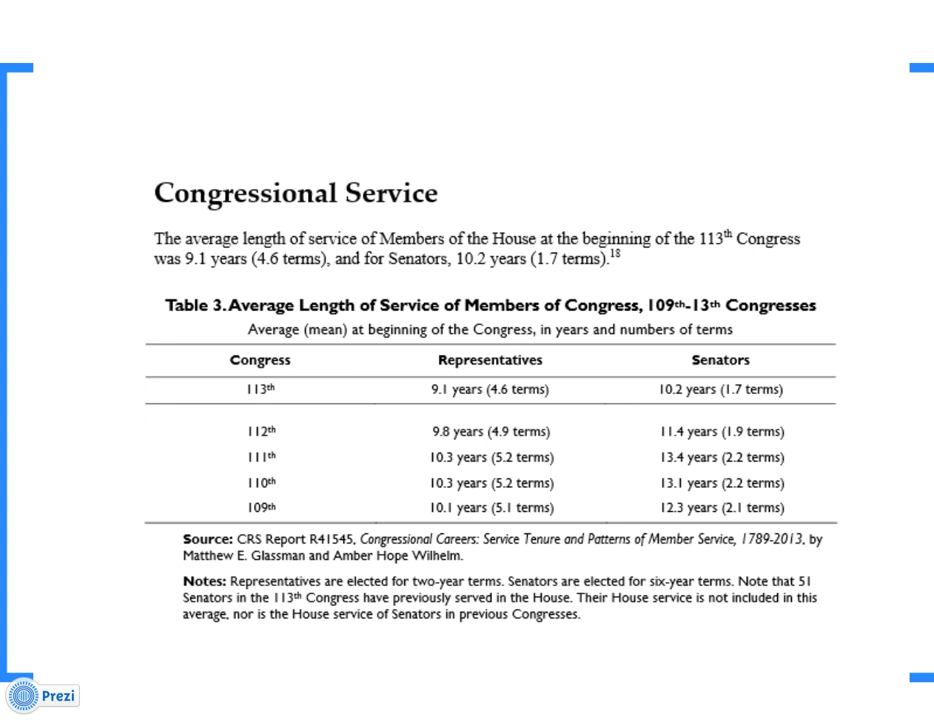 Congressional Service
The average length of service of Members of the House at the beginning of the 113th Congress
was 9.1 years (4.6 terms), and for Senators, 10.2 years (1.7 terms).18
Table 3. Average Length of Service of Members of Congress, 109th-13th Congresses
Average (mean) at beginning of the Congress, in years and numbers of terms
Congress Representatives Senators
113th 9.1 years (4.6 terms) 10.2 years (1.7 terms)
112th 9.8 years (4.9 terms) 11.4 years (1.9 terms)
111th 10.3 years (5.2 terms) 13.4 years (2.2 terms)
110th 10.3 years (5.2 terms) 13.1 years (2.2 terms)
109th 10.1 years (5.1 terms) 12.3 years (2.1 terms)
Source: CRS Report R41545, Congressional Careers: Service Tenure and Patterns of Member Service, 1789-2013, by
Matthew E. Glassman and Amber Hope Wilhelm.
Notes: Representatives are elected for two-year terms. Senators are elected for six-year terms. Note that 51
Senators in the 113th Congress have previously served in the House. Their House service is not included in this
average, nor is the House service of Senators in previous Congresses.
Prezi